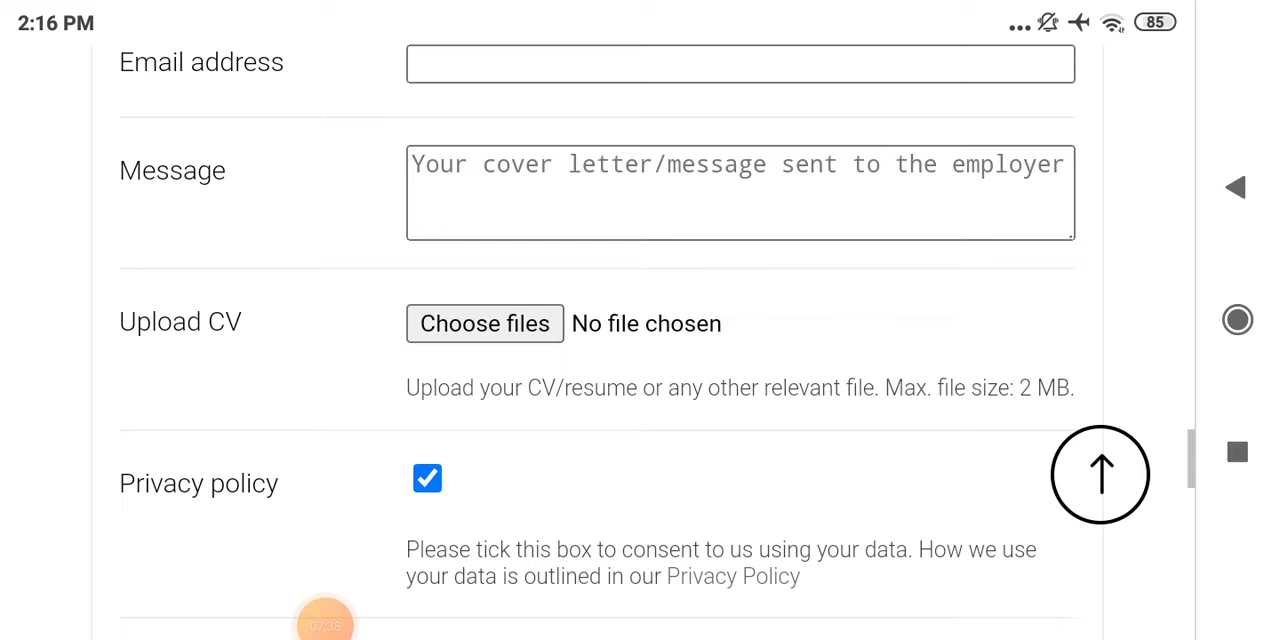 2:16 PM
85
Email address
Message
Your cover letter/message sent to the employer
Upload CV
Choose files No file chosen
Upload your CV/resume or any other relevant file. Max. file size: 2 MB.
Privacy policy
Please tick this box to consent to us using your data. How we use
your data is outlined in our Privacy Policy
07:38